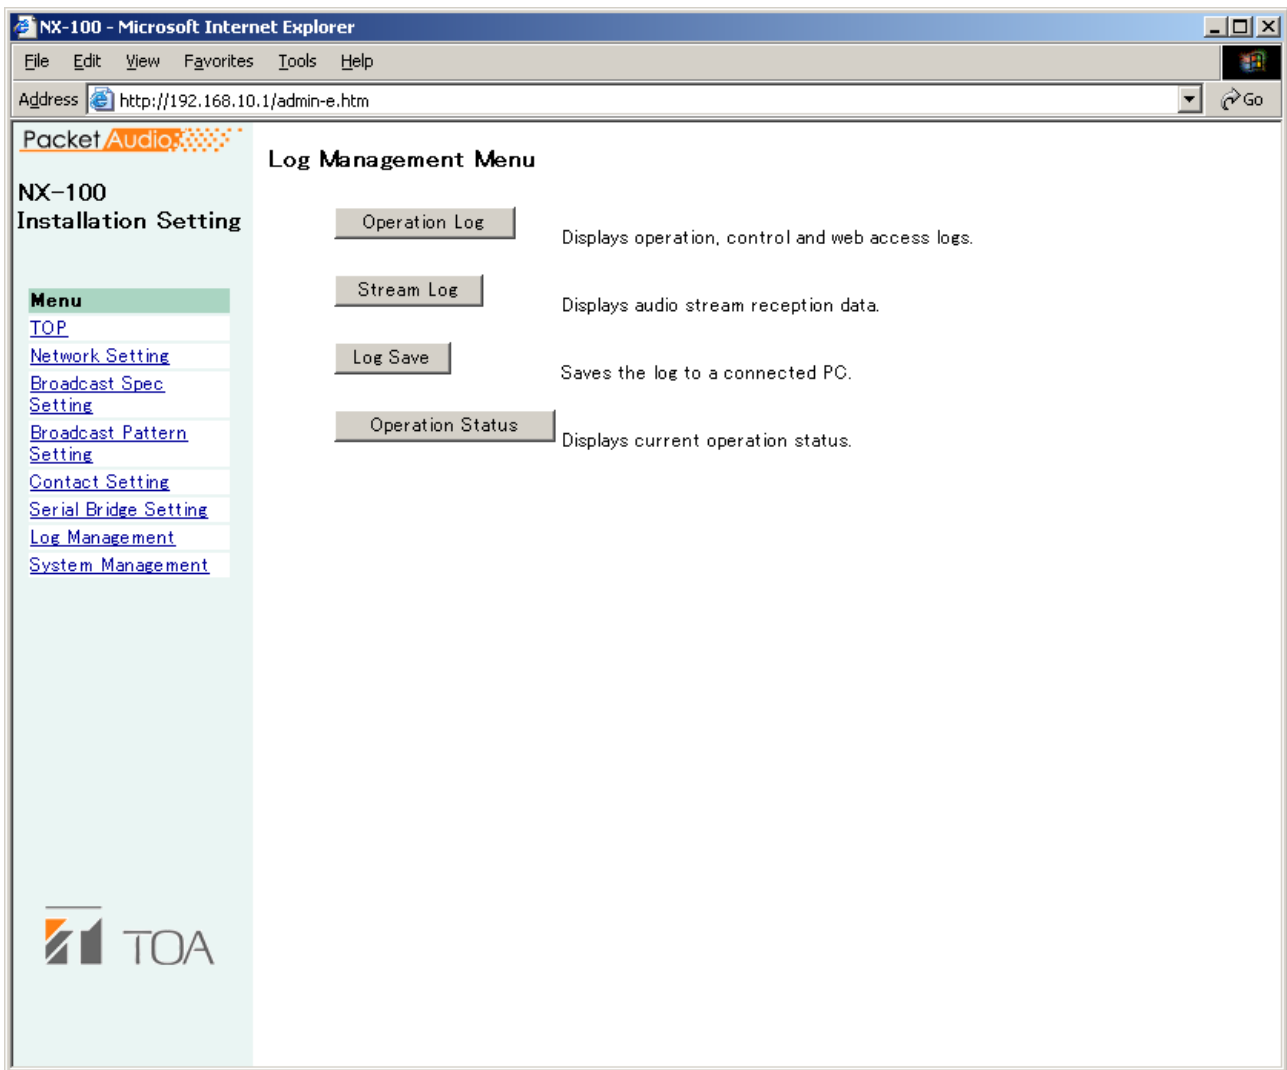 NX-100 - Microsoft Internet Explorer
File Edit View Favorites Tools Help
Address http://192.168.10.1/admin-e.htm Go
Packet Audio
Log Management Menu
NX-100
Installation Setting
Operation Log
Displays operation, control and web access logs.
Stream Log
Displays audio stream reception data.
Log Save
Saves the log to a connected PC.
Operation Status
Displays current operation status.
Menu
TOP
Network Setting
Broadcast Spec
Setting
Broadcast Pattern
Setting
Contact Setting
Serial Bridge Setting
Log Management
System Management
TOA